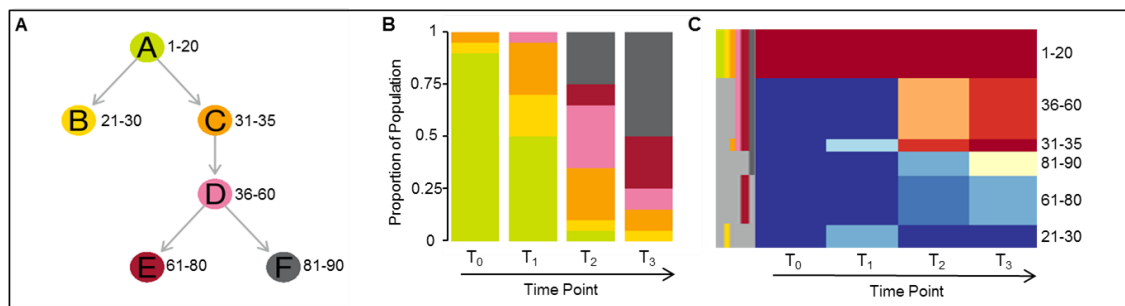 A
A
1-20
B
21-30
C
31-35
D
36-60
E
61-80
F
81-90
B
Proportion of Population
1
0.75
0.5
0.25
0
T₀
T₁
T₂
T₃
Time Point
C
1-20
36-60
31-35
81-90
61-80
21-30
T₀
T₁
T₂
T₃
Time Point